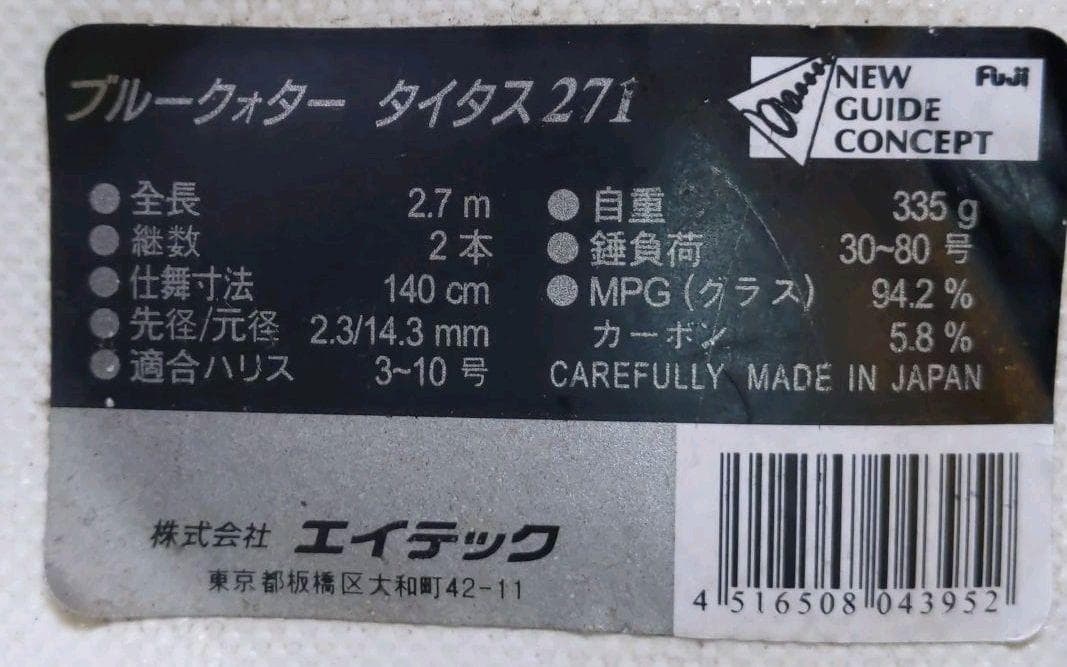 ブルークォター タイタス271
NEW
GUIDE
CONCEPT
Fuji
全長 2.7 m
継数 2 本
仕舞寸法 140 cm
先径/元径 2.3/14.3 mm
適合ハリス 3~10 号
自重 335 g
錘負荷 30~80 号
MPG (グラス) 94.2 %
カーボン 5.8 %
CAREFULLY MADE IN JAPAN
株式会社 エイテック
東京都板橋区大和町42-11
4 516508 043952